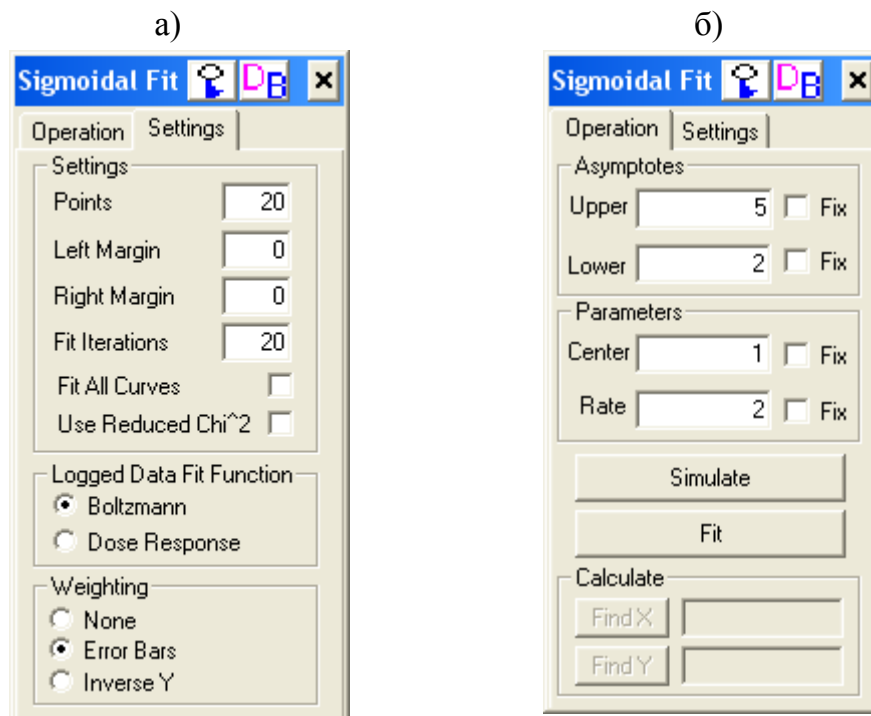 а)
Sigmoidal Fit
DB
Operation Settings
Settings
Points 20
Left Margin 0
Right Margin 0
Fit Iterations 20
Fit All Curves
Use Reduced Chi^2
Logged Data Fit Function
Boltzmann
Dose Response
Weighting
None
Error Bars
Inverse Y
б)
Sigmoidal Fit
DB
Operation Settings
Asymptotes
Upper 5 Fix
Lower 2 Fix
Parameters
Center 1 Fix
Rate 2 Fix
Simulate
Fit
Calculate
Find X
Find Y